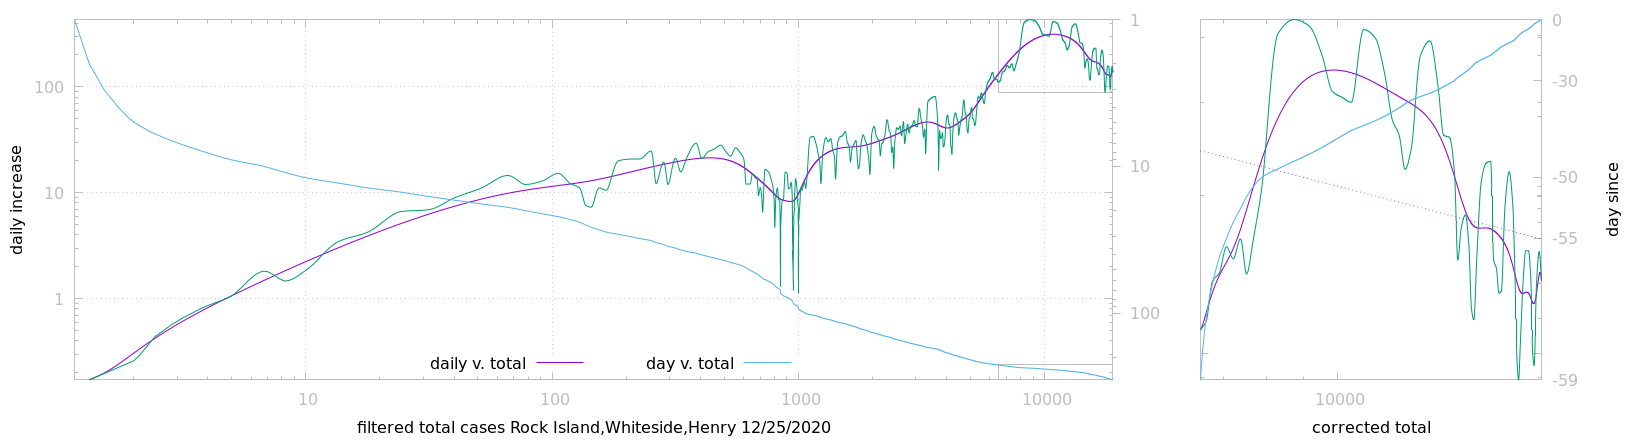 daily increase
100
10
1
daily v. total
day v. total
10
100
1000
10000
filtered total cases Rock Island,Whiteside,Henry 12/25/2020
1
10
100
0
-30
-50
-55
-59
day since
10000
corrected total